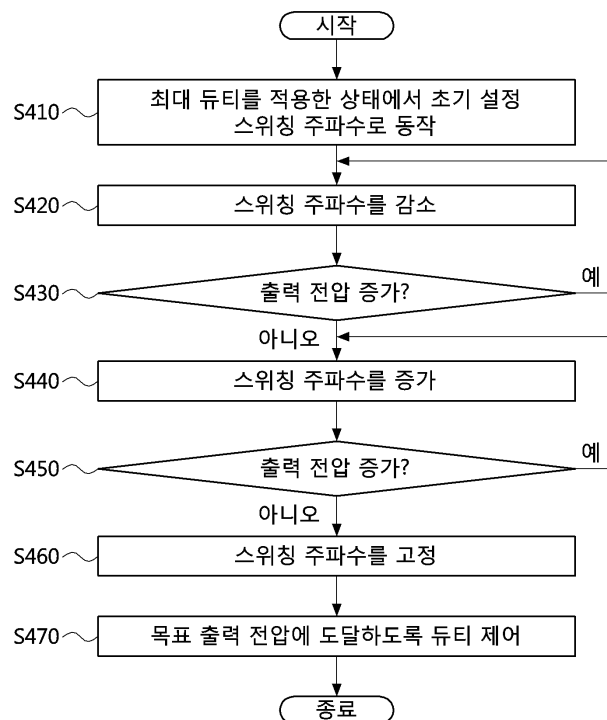 시작
S410
최대 듀티를 적용한 상태에서 초기 설정
스위칭 주파수로 동작
S420
스위칭 주파수를 감소
S430
출력 전압 증가?
예
아니오
S440
스위칭 주파수를 증가
S450
출력 전압 증가?
예
아니오
S460
스위칭 주파수를 고정
S470
목표 출력 전압에 도달하도록 듀티 제어
종료